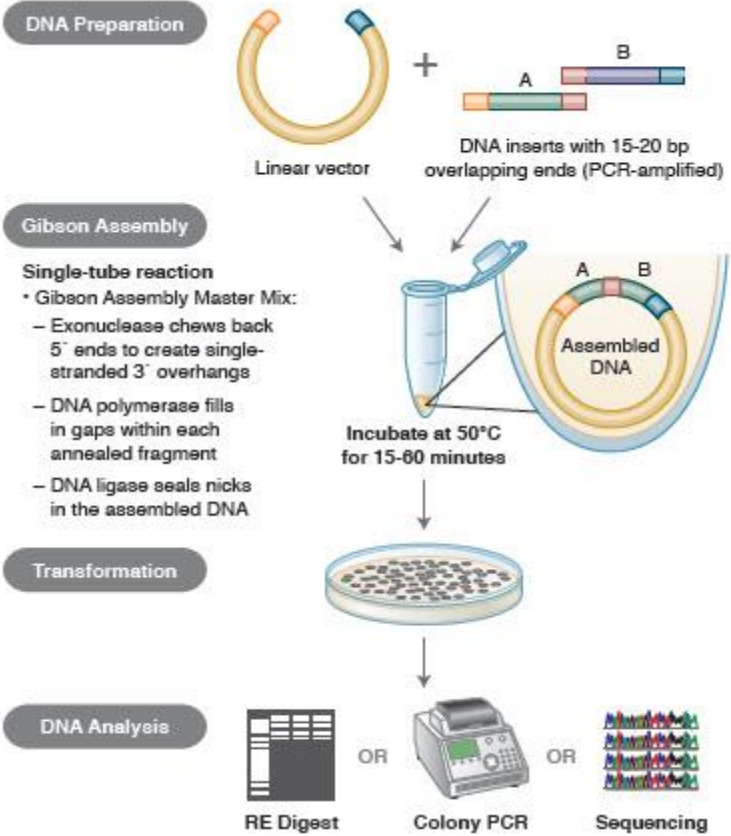 DNA Preparation
+
A
B
Linear vector
DNA inserts with 15-20 bp
overlapping ends (PCR-amplified)
Gibson Assembly
Single-tube reaction
• Gibson Assembly Master Mix:
– Exonuclease chews back
5´ ends to create single-
stranded 3´ overhangs
– DNA polymerase fills
in gaps within each
annealed fragment
– DNA ligase seals nicks
in the assembled DNA
A
B
Assembled
DNA
Incubate at 50°C
for 15-60 minutes
Transformation
DNA Analysis
OR
OR
RE Digest
Colony PCR
Sequencing